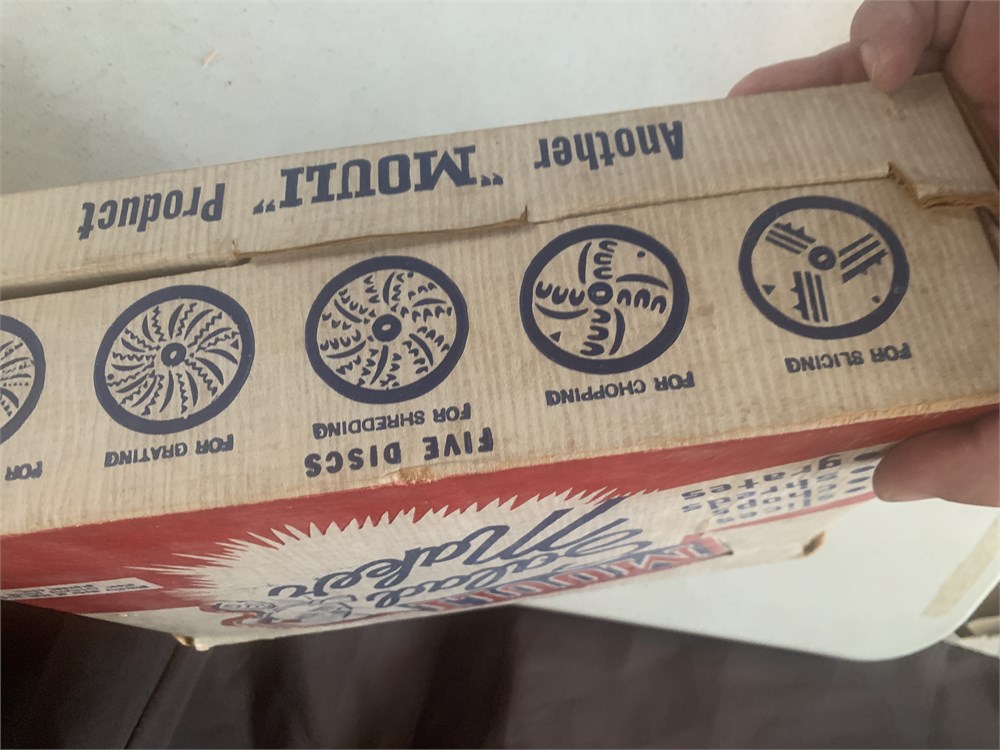 MOULI
Salad
Maker
slices
chops
shreds
grates
FIVE DISCS
FOR SLICING
FOR CHOPPING
FOR SHREDDING
FOR GRATING
FOR
Another "MOULI" Product